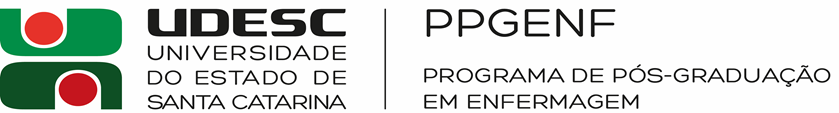 UDESC
UNIVERSIDADE
DO ESTADO DE
SANTA CATARINA
PPGENF
PROGRAMA DE PÓS-GRADUAÇÃO
EM ENFERMAGEM